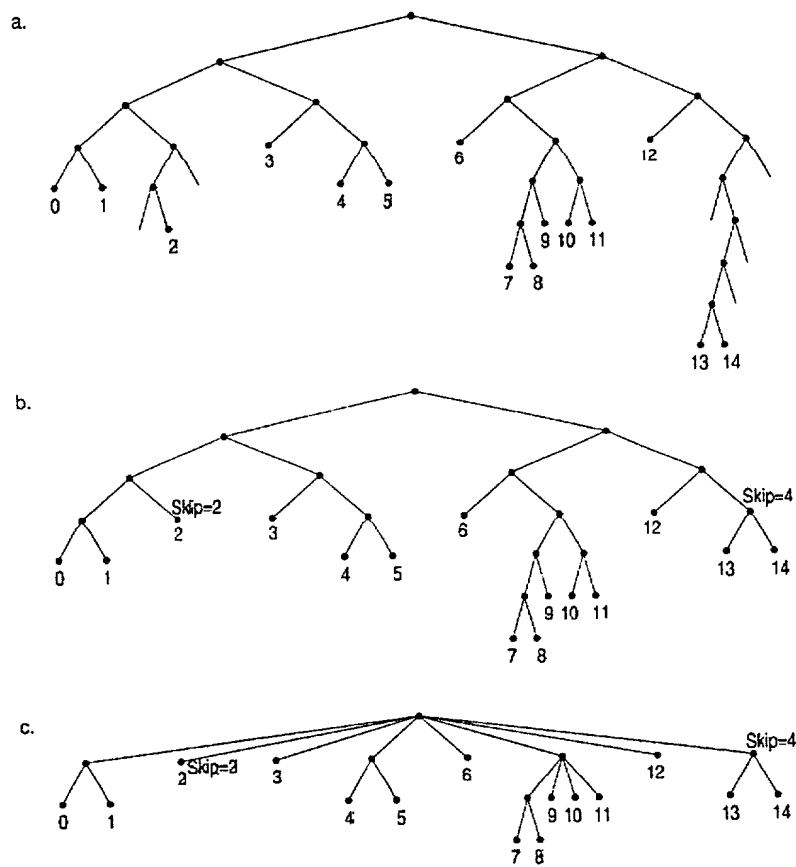 a.
3
6
12
0 1 4 5
2 9 10 11
7 8
13 14
b.
Skip=2 Skip=4
2 3 6 12
0 1 4 5 13 14
9 10 11
7 8
c.
Skip=4
2 Skip=2 3 6 12
0 1 4 5 9 10 11 13 14
7 8